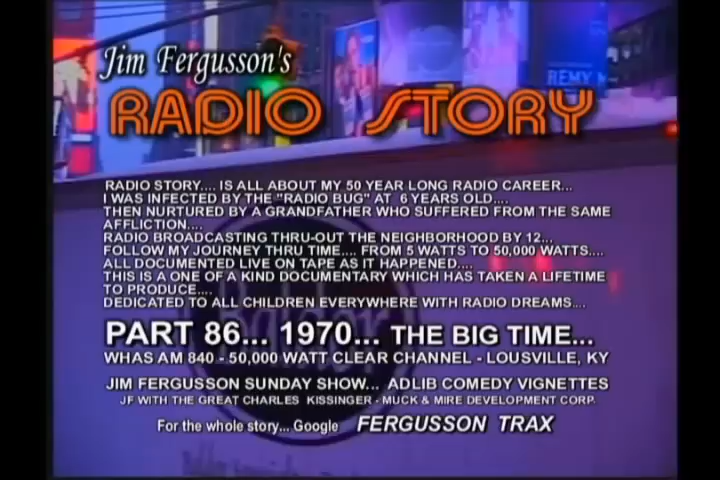 Jim Fergusson's
RADIO STORY
REMY M
RADIO STORY.... IS ALL ABOUT MY 50 YEAR LONG RADIO CAREER...
I WAS INFECTED BY THE "RADIO BUG" AT 6 YEARS OLD....
THEN NURTURED BY A GRANDFATHER WHO SUFFERED FROM THE SAME
AFFLICTION....
RADIO BROADCASTING THRU-OUT THE NEIGHBORHOOD BY 12...
FOLLOW MY JOURNEY THRU TIME.... FROM 5 WATTS TO 50,000 WATTS....
ALL DOCUMENTED LIVE ON TAPE AS IT HAPPENED....
THIS IS A ONE OF A KIND DOCUMENTARY WHICH HAS TAKEN A LIFETIME
TO PRODUCE....
DEDICATED TO ALL CHILDREN EVERYWHERE WITH RADIO DREAMS....
PART 86... 1970... THE BIG TIME...
WHAS AM 840 - 50,000 WATT CLEAR CHANNEL - LOUSVILLE, KY
JIM FERGUSSON SUNDAY SHOW... ADLIB COMEDY VIGNETTES
JF WITH THE GREAT CHARLES KISSINGER - MUCK & MIRE DEVELOPMENT CORP.
For the whole story... Google FERGUSSON TRAX